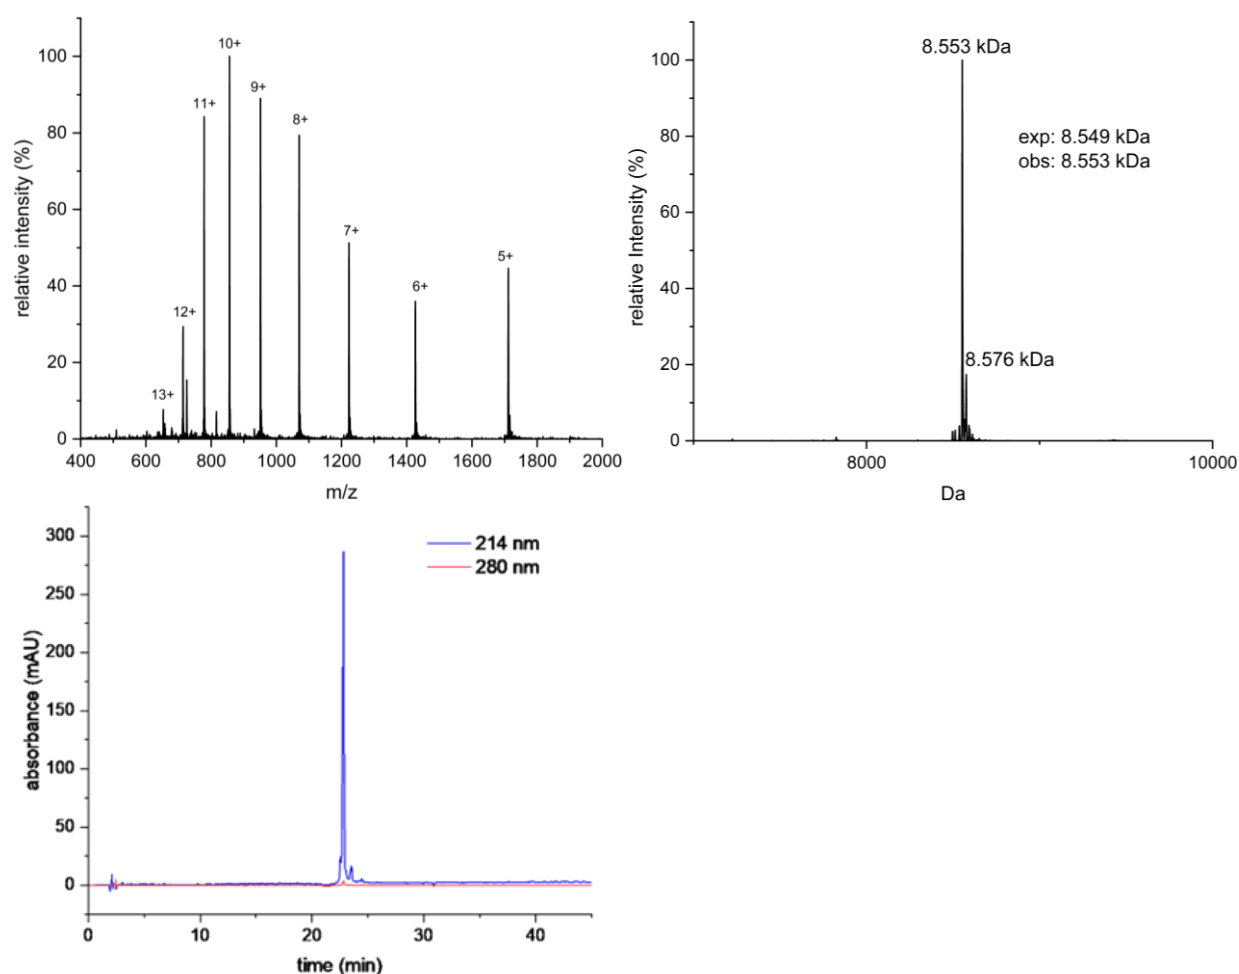 10+
100
11+
9+
8+
80
60
7+
5+
40
6+
12+
20
13+
0
400 600 800 1000 1200 1400 1600 1800 2000
m/z
relative intensity (%)
8.553 kDa
100
exp: 8.549 kDa
obs: 8.553 kDa
80
60
40
8.576 kDa
20
0
8000 10000
Da
relative Intensity (%)
300
214 nm
280 nm
250
200
150
100
50
0
0 10 20 30 40
time (min)
absorbance (mAU)